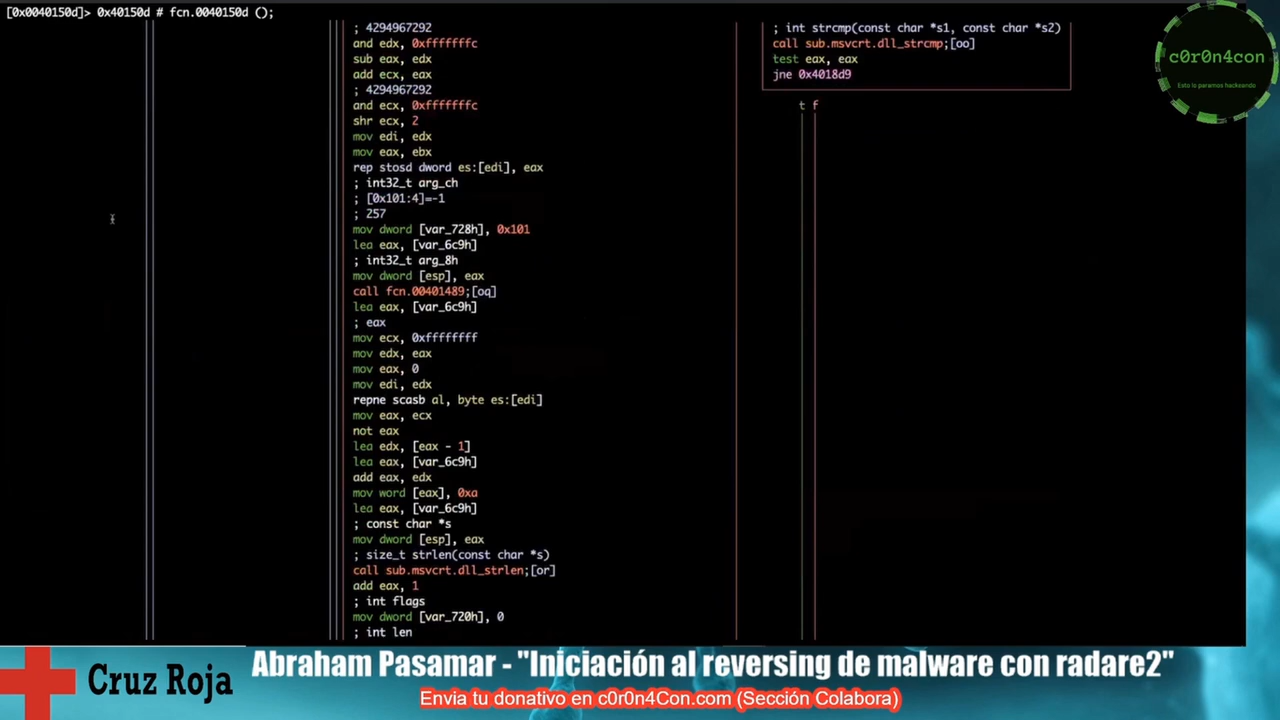 [0x0040150d]> 0x40150d # fcn.0040150d ();
; 4294967292
and edx, 0xfffffffc
sub eax, edx
add ecx, eax
; 4294967292
and ecx, 0xfffffffc
shr ecx, 2
mov edi, edx
mov eax, ebx
rep stosd dword es:[edi], eax
; int32_t arg_ch
; [0x101:4]=-1
; 257
mov dword [var_728h], 0x101
lea eax, [var_6c9h]
; int32_t arg_8h
mov dword [esp], eax
call fcn.00401489;[oq]
lea eax, [var_6c9h]
; eax
mov ecx, 0xffffffff
mov edx, eax
mov eax, 0
mov edi, edx
repne scasb al, byte es:[edi]
mov eax, ecx
not eax
lea edx, [eax - 1]
lea eax, [var_6c9h]
add eax, edx
mov word [eax], 0xa
lea eax, [var_6c9h]
; const char *s
mov dword [esp], eax
; size_t strlen(const char *s)
call sub.msvcrt.dll_strlen;[or]
add eax, 1
; int flags
mov dword [var_720h], 0
; int len
; int strcmp(const char *s1, const char *s2)
call sub.msvcrt.dll_strcmp;[oo]
test eax, eax
jne 0x4018d9
t f
c0r0n4con
Esto lo paramos hackeando
Cruz Roja
Abraham Pasamar - "Iniciación al reversing de malware con radare2"
Envia tu donativo en c0r0n4Con.com (Sección Colabora)